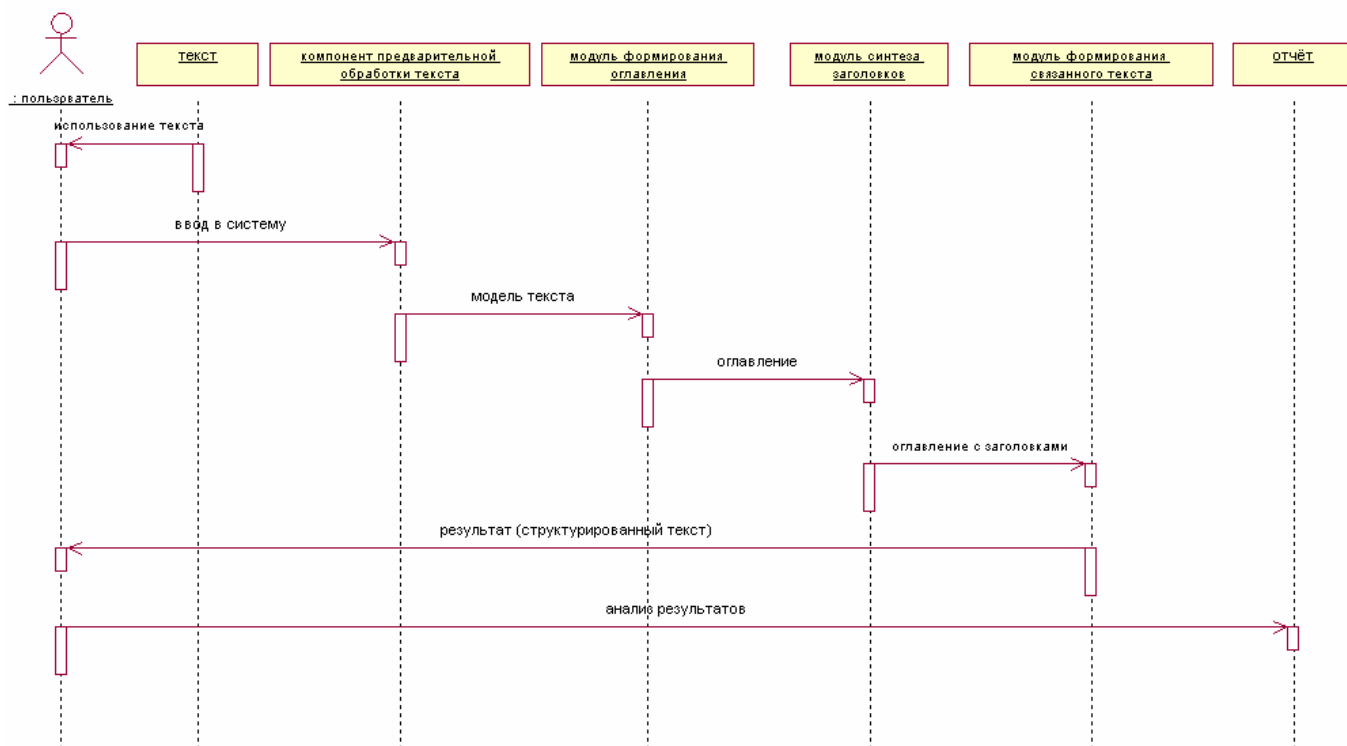 текст
компонент предварительной
обработки текста
модуль формирования
оглавления
модуль синтеза
заголовков
модуль формирования
связанного текста
отчёт
: пользователь
использование текста
ввод в систему
модель текста
оглавление
оглавление с заголовками
результат (структурированный текст)
анализ результатов